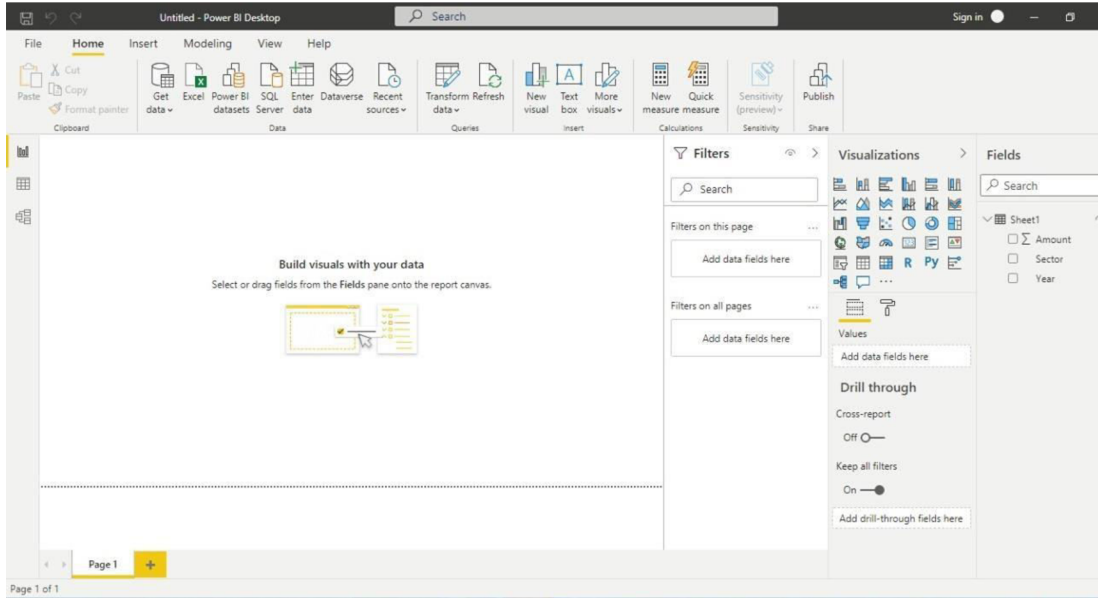 Untitled - Power BI Desktop
Search
Sign in
File Home Insert Modeling View Help
Paste
Cut
Copy
Format painter
Clipboard
Get data
Excel
Power BI datasets
SQL Server
Enter data
Dataverse
Recent sources
Data
Transform data
Refresh
Queries
New visual
Text box
More visuals
Insert
New measure
Quick measure
Calculations
Sensitivity (preview)
Sensitivity
Publish
Share
Build visuals with your data
Select or drag fields from the Fields pane onto the report canvas.
Filters
Search
Filters on this page
...
Add data fields here
Filters on all pages
...
Add data fields here
Visualizations
R Py
...
Values
Add data fields here
Drill through
Cross-report
Off
Keep all filters
On
Add drill-through fields here
Fields
Search
Sheet1
∑ Amount
Sector
Year
Page 1
+
Page 1 of 1